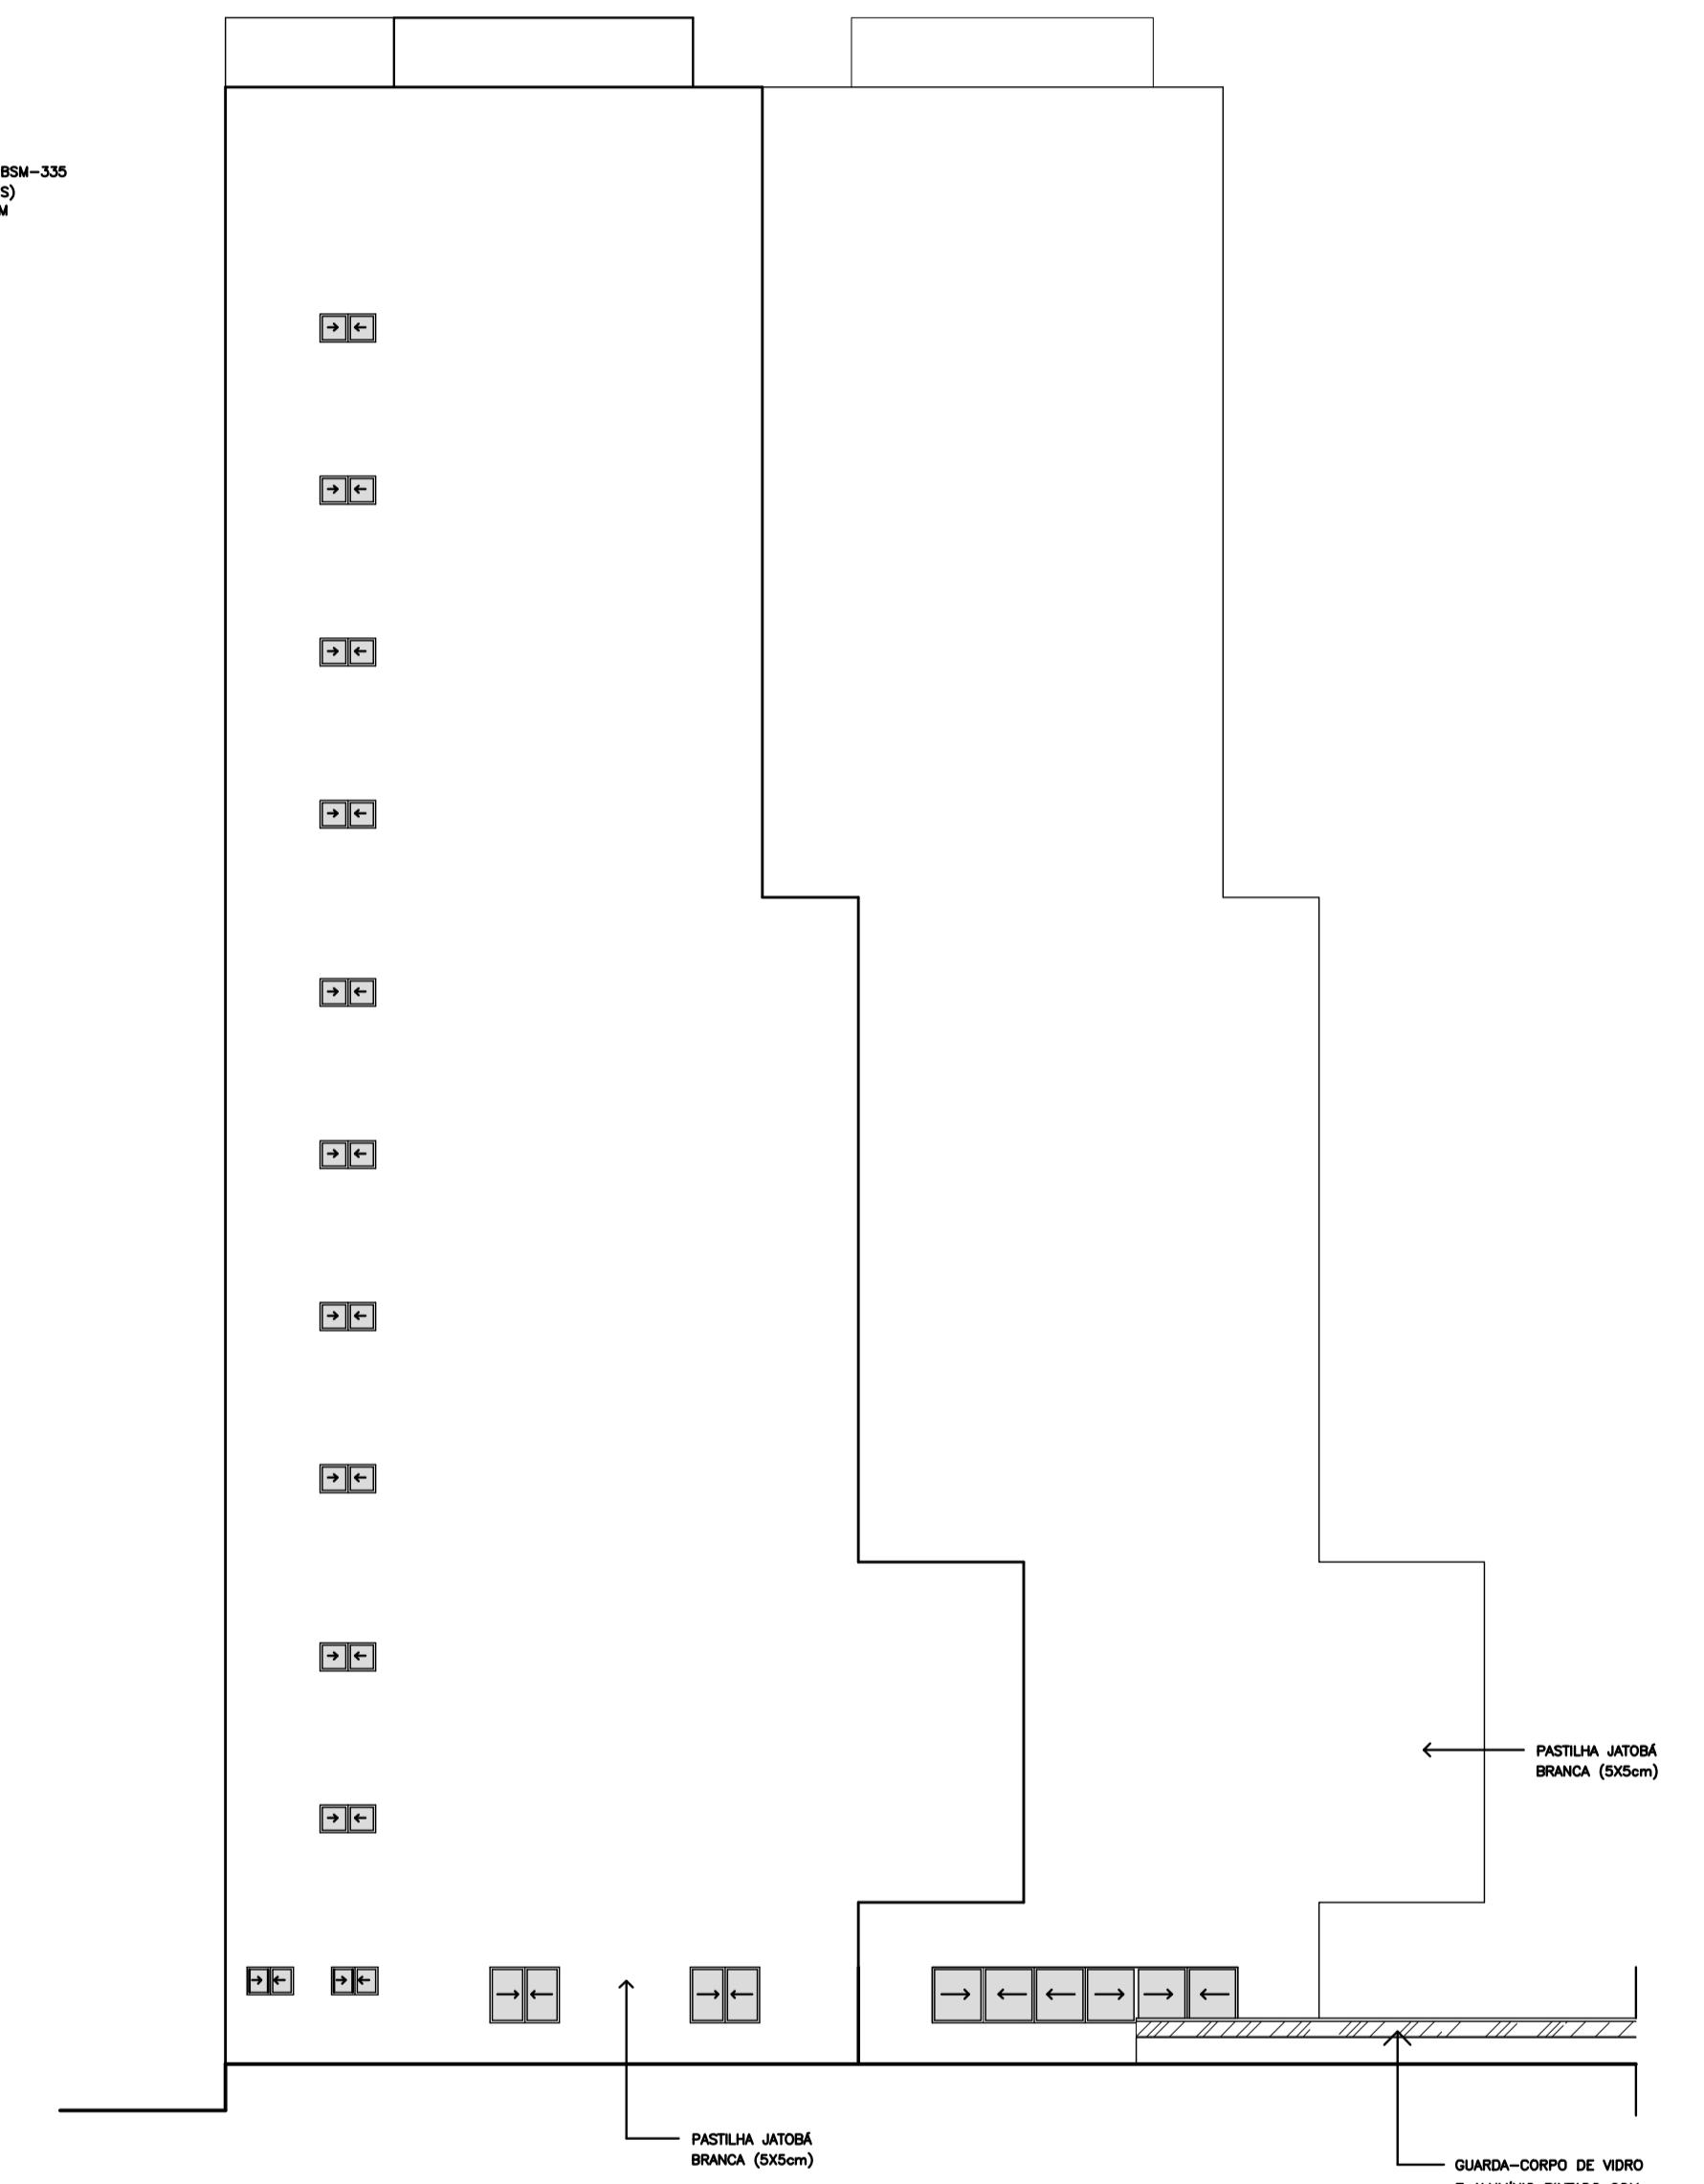 BSM-335
S)
M
PASTILHA JATOBÁ
BRANCA (5X5cm)
PASTILHA JATOBÁ
BRANCA (5X5cm)
GUARDA-CORPO DE VIDRO